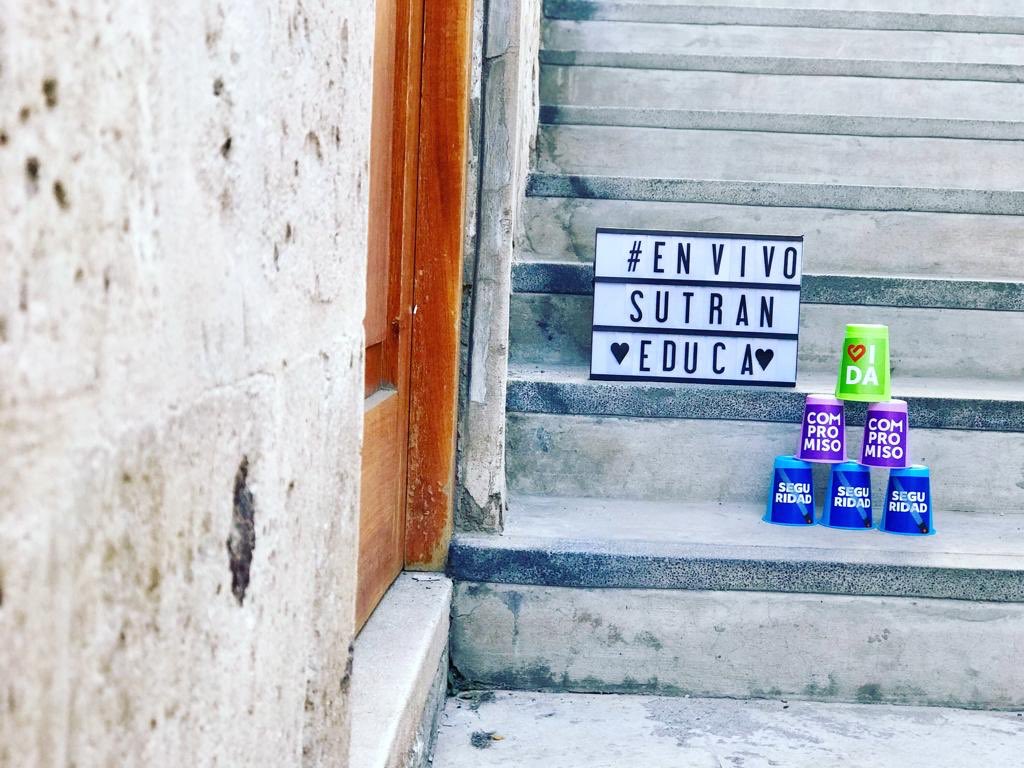 #EN VIVO
SUTRAN
♥EDUCA♥
♥I
DA
COM
PRO
MISO
COM
PRO
MISO
SEGU
RIDAD
SEGU
RIDAD
SEGU
RIDAD